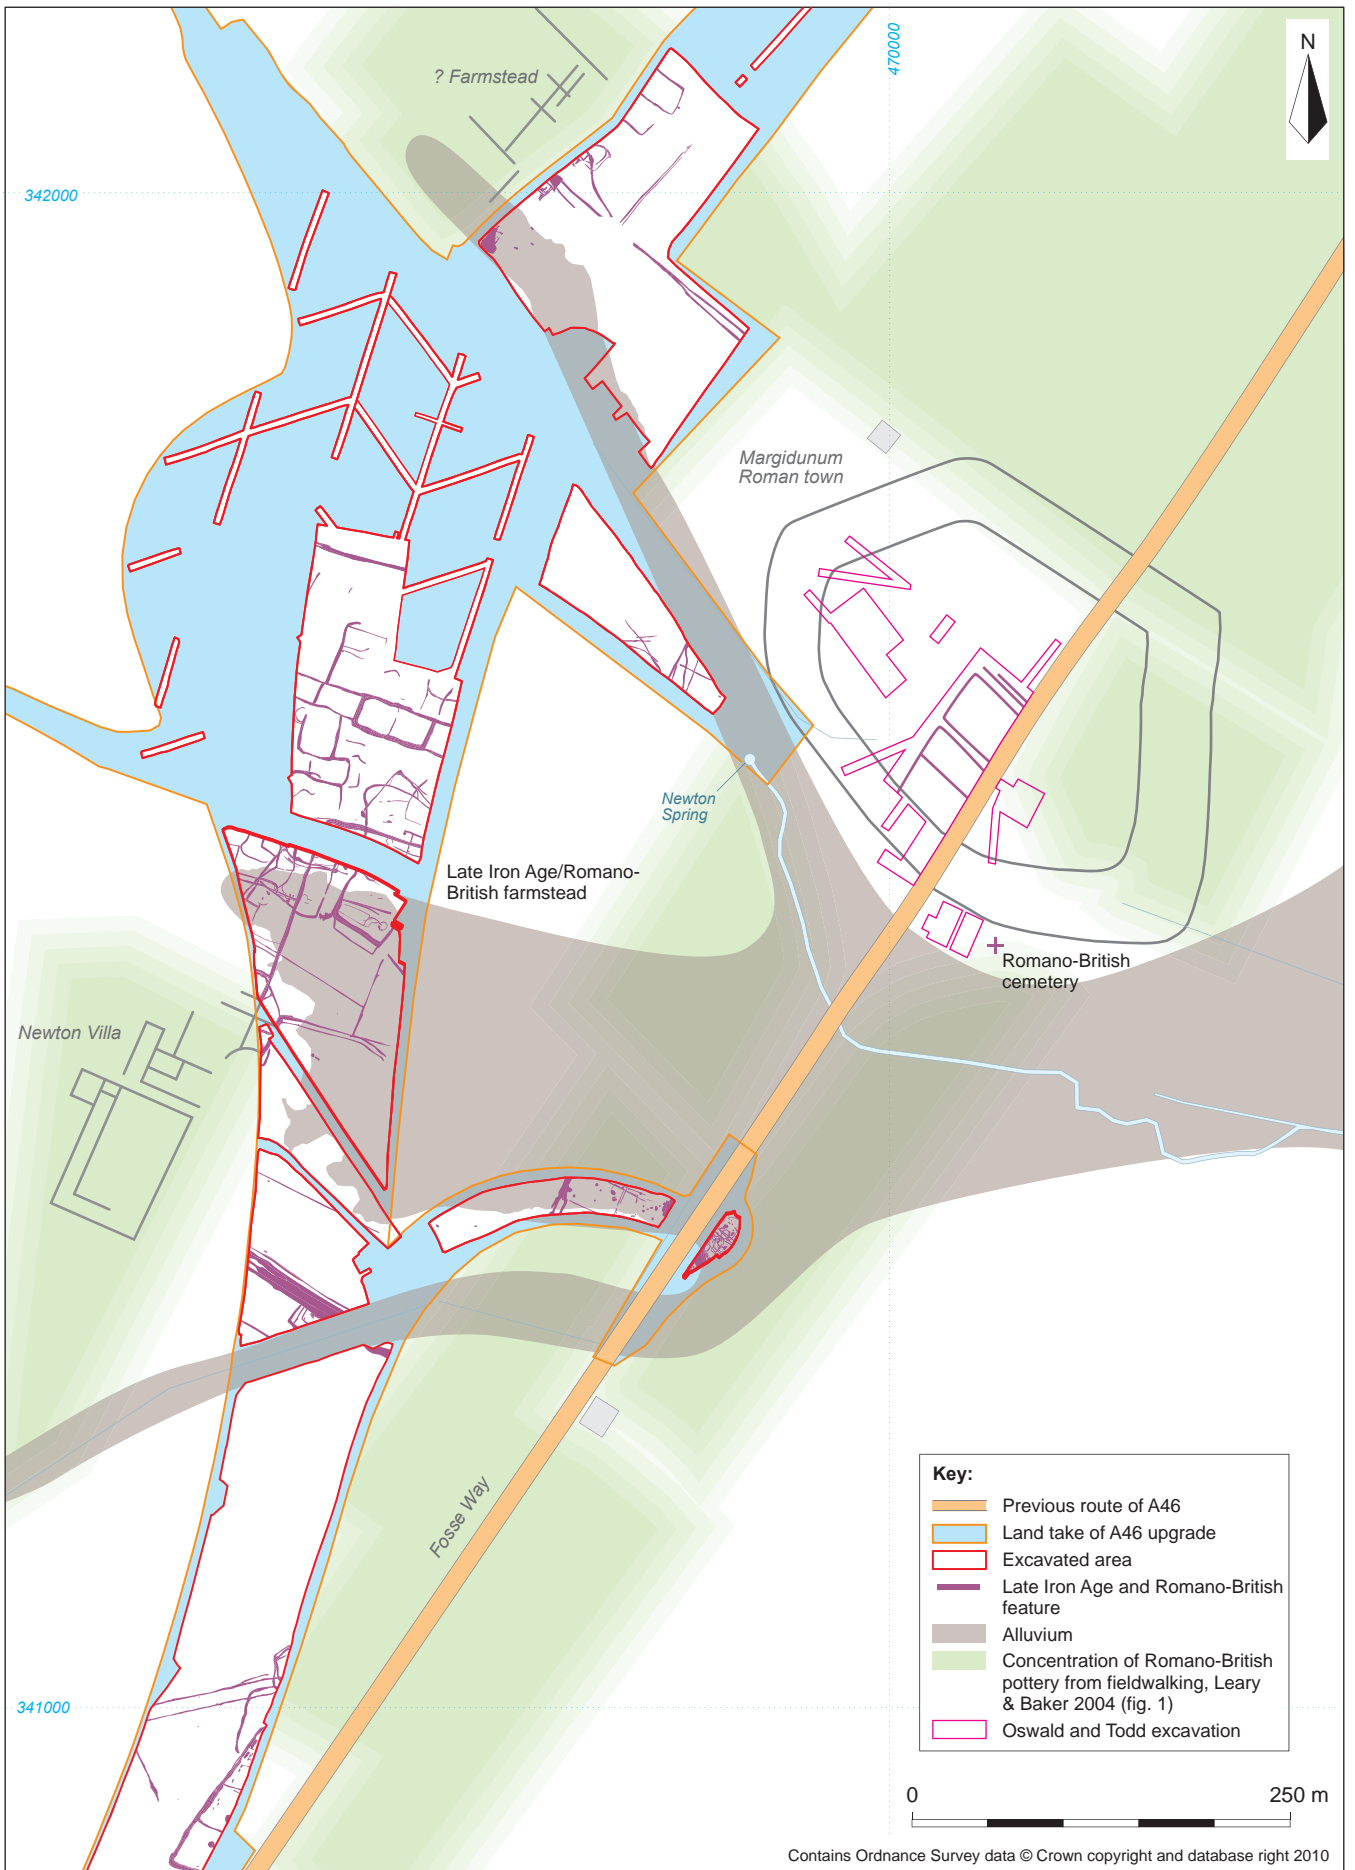 470000
N
? Farmstead
342000
Margidunum
Roman town
Newton
Spring
Late Iron Age/Romano-
British farmstead
Romano-British
cemetery
Newton Villa
Fosse Way
341000
Key:
Previous route of A46
Land take of A46 upgrade
Excavated area
Late Iron Age and Romano-British
feature
Alluvium
Concentration of Romano-British
pottery from fieldwalking, Leary
& Baker 2004 (fig. 1)
Oswald and Todd excavation
0
250 m
Contains Ordnance Survey data © Crown copyright and database right 2010